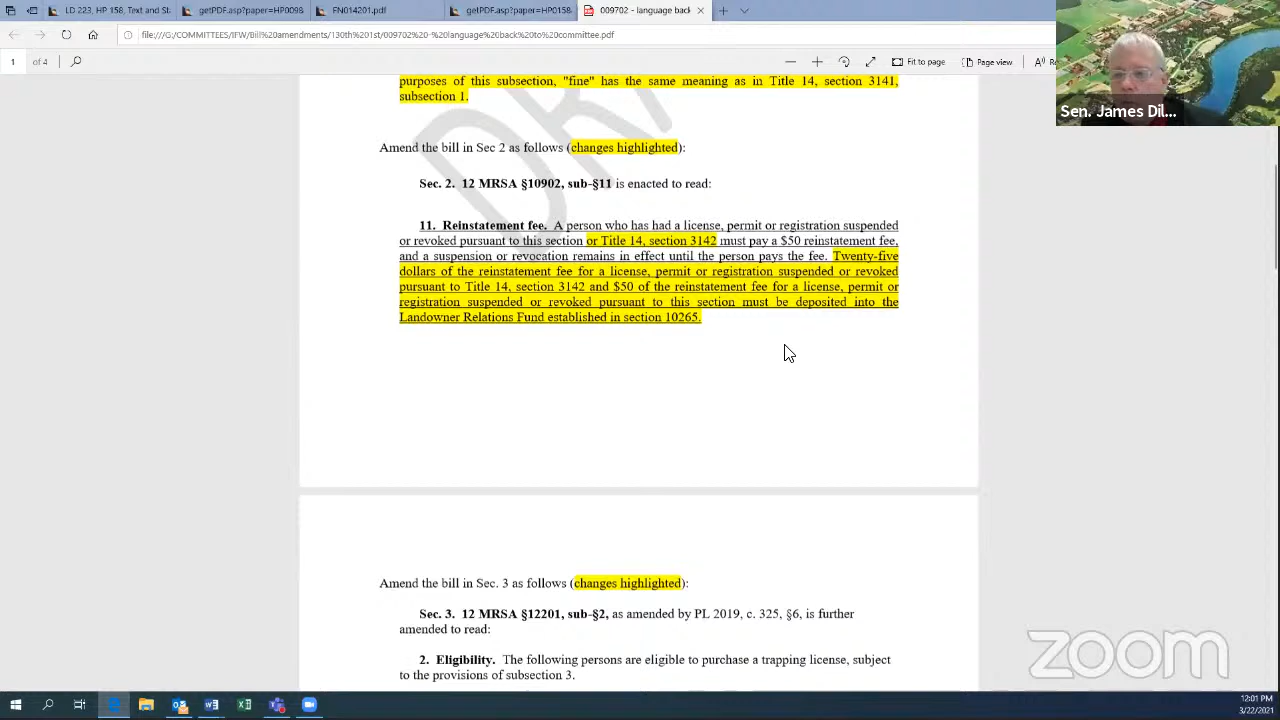 LD 223, HP 158, Text and St
getPDF.asp?paper=HP0158
EN014201.pdf
getPDF.asp?paper=HP0098
009702 - language back
file:///G:/COMMITTEES/IFW/Bill amendments/130th 1st/009702 - language back to committee.pdf
1 of 4
Fit to page
Page view
purposes of this subsection, "fine" has the same meaning as in Title 14, section 3141,
subsection 1.
Amend the bill in Sec 2 as follows (changes highlighted):
Sec. 2. 12 MRSA §10902, sub-§11 is enacted to read:
11. Reinstatement fee. A person who has had a license, permit or registration suspended
or revoked pursuant to this section or Title 14, section 3142 must pay a $50 reinstatement fee,
and a suspension or revocation remains in effect until the person pays the fee. Twenty-five
dollars of the reinstatement fee for a license, permit or registration suspended or revoked
pursuant to Title 14, section 3142 and $50 of the reinstatement fee for a license, permit or
registration suspended or revoked pursuant to this section must be deposited into the
Landowner Relations Fund established in section 10265.
Amend the bill in Sec. 3 as follows (changes highlighted):
Sec. 3. 12 MRSA §12201, sub-§2, as amended by PL 2019, c. 325, §6, is further
amended to read:
2. Eligibility. The following persons are eligible to purchase a trapping license, subject
to the provisions of subsection 3.
Sen. James Dil...
zoom
12:01 PM
3/22/2021